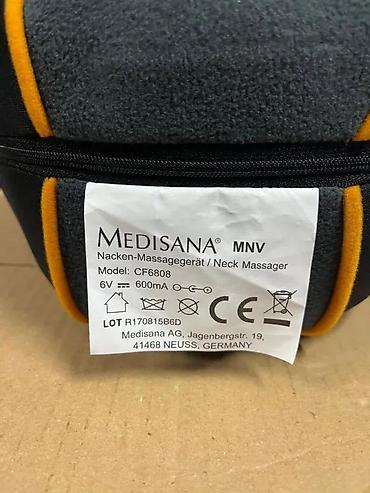 MEDISANA® MNV
Nacken-Massagegerät / Neck Massager
Model: CF6808
6V ⎓ 600mA
CE
LOT R170815B6D
Medisana AG, Jagenbergstr. 19,
41468 NEUSS, GERMANY